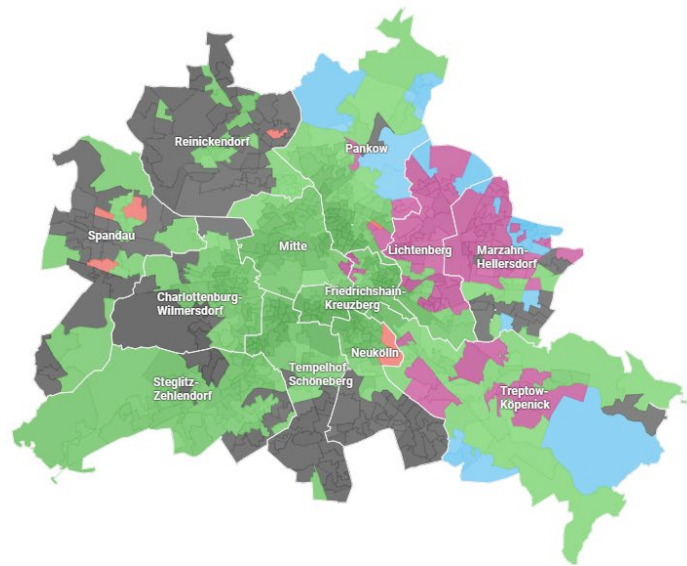 Reinickendorf
Pankow
Spandau
Mitte
Lichtenberg
Marzahn-
Hellersdorf
Charlottenburg-
Wilmersdorf
Friedrichshain-
Kreuzberg
Neukölln
Tempelhof-
Schöneberg
Steglitz-
Zehlendorf
Treptow-
Köpenick